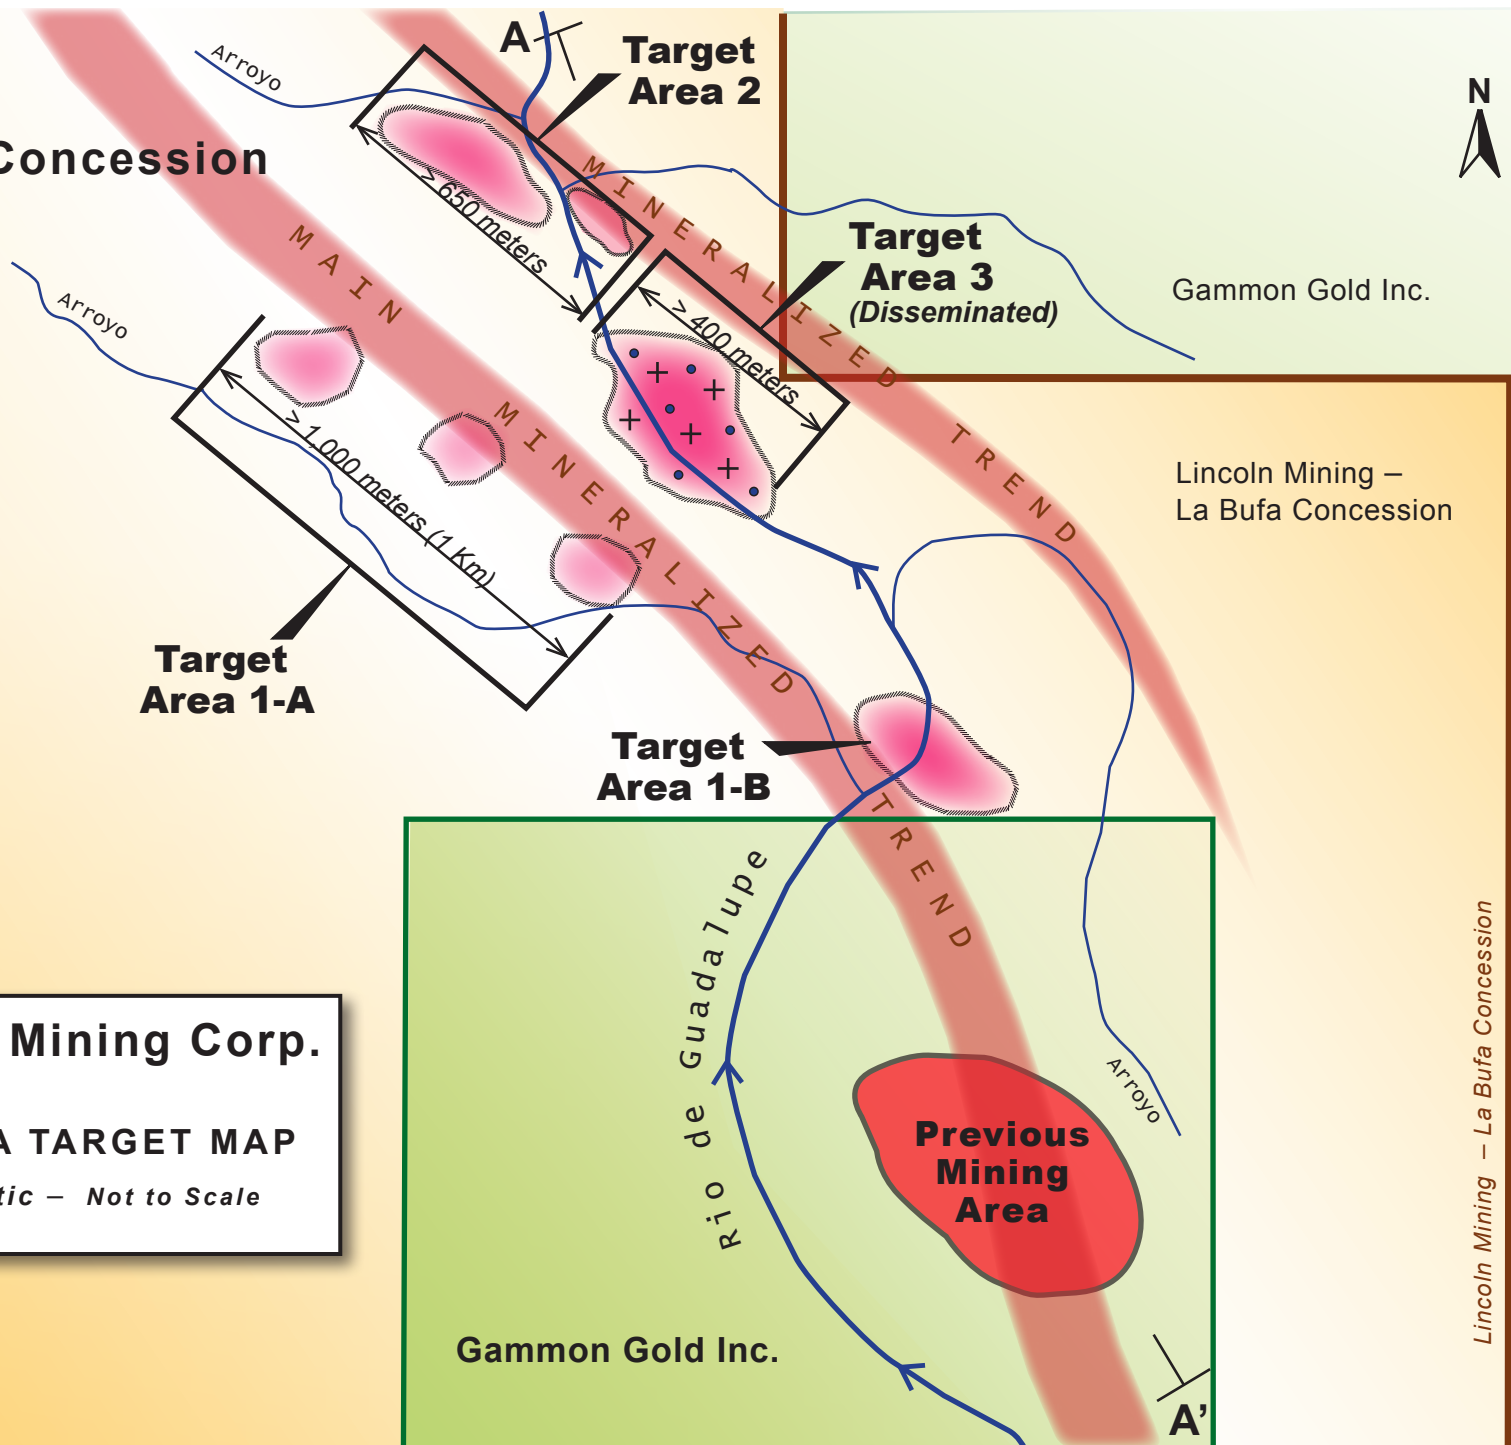 A
Target
Area 2
Arroyo
N
Concession
> 650 meters
MINERALIZED TREND
Target
Area 3
(Disseminated)
Gammon Gold Inc.
> 400 meters
Arroyo
MAIN MINERALIZED TREND
> 1,000 meters (1 Km)
Lincoln Mining –
La Bufa Concession
Target
Area 1-A
Target
Area 1-B
Rio de Guadalupe
Lincoln Mining – La Bufa Concession
Mining Corp.
A TARGET MAP
tic – Not to Scale
Arroyo
Previous
Mining
Area
Gammon Gold Inc.
A'